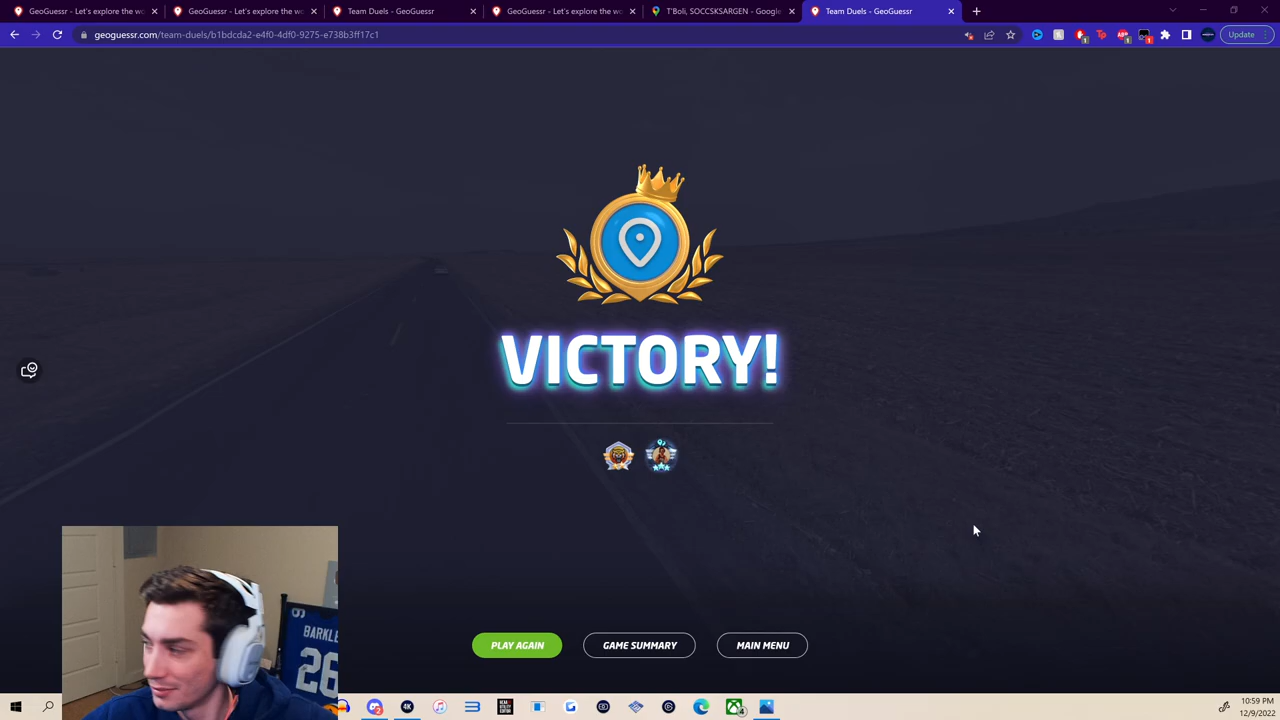 GeoGuessr - Let's explore the wo
GeoGuessr - Let's explore the wo
Team Duels - GeoGuessr
GeoGuessr - Let's explore the wo
T'Boli, SOCCSKSARGEN - Google
Team Duels - GeoGuessr
geoguessr.com/team-duels/b1bdcda2-e4f0-4df0-9275-e738b3ff17c1
Update
VICTORY!
PLAY AGAIN
GAME SUMMARY
MAIN MENU
BARKLE
26
4K
10:59 PM
12/9/2022